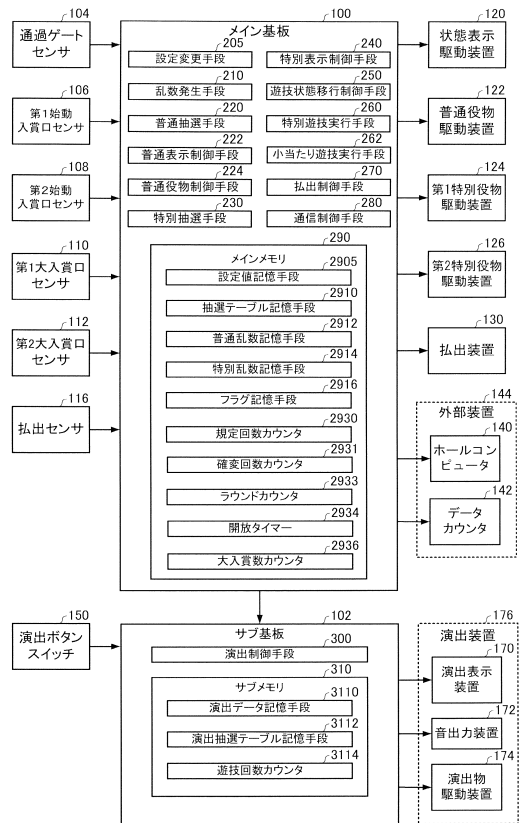 104
通過ゲート
センサ
106
第1始動
入賞口センサ
108
第2始動
入賞口センサ
110
第1大入賞口
センサ
112
第2大入賞口
センサ
116
払出センサ
100
メイン基板
205
設定変更手段
210
乱数発生手段
220
普通抽選手段
222
普通表示制御手段
224
普通役物制御手段
230
特別抽選手段
240
特別表示制御手段
250
遊技状態移行制御手段
260
特別遊技実行手段
262
小当たり遊技実行手段
270
払出制御手段
280
通信制御手段
290
メインメモリ
2905
設定値記憶手段
2910
抽選テーブル記憶手段
2912
普通乱数記憶手段
2914
特別乱数記憶手段
2916
フラグ記憶手段
2930
規定回数カウンタ
2931
確変回数カウンタ
2933
ラウンドカウンタ
2934
開放タイマー
2936
大入賞数カウンタ
120
状態表示
駆動装置
122
普通役物
駆動装置
124
第1特別役物
駆動装置
126
第2特別役物
駆動装置
130
払出装置
144
外部装置
140
ホールコン
ピュータ
142
データ
カウンタ
150
演出ボタン
スイッチ
102
サブ基板
300
演出制御手段
310
サブメモリ
3110
演出データ記憶手段
3112
演出抽選テーブル記憶手段
3114
遊技回数カウンタ
176
演出装置
170
演出表示
装置
172
音出力装置
174
演出物
駆動装置